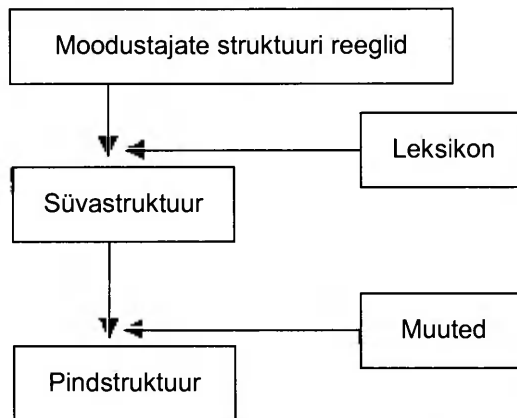 Moodustajate struktuuri reeglid
Leksikon
Süvastruktuur
Muuted
Pindstruktuur